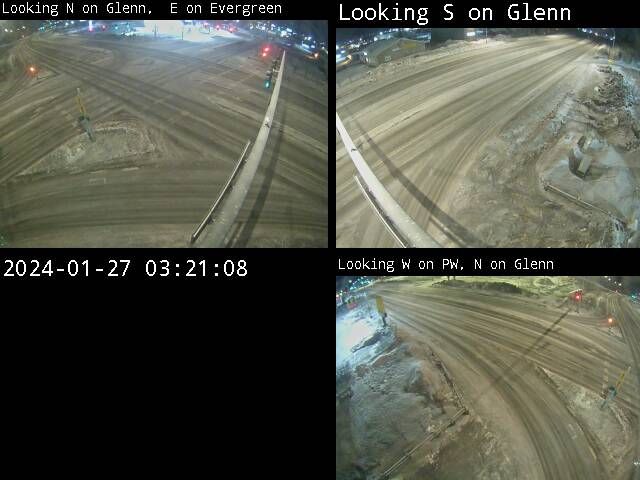 Looking N on Glenn, E on Evergreen
Looking S on Glenn
2024-01-27 03:21:08
Looking W on PW, N on Glenn